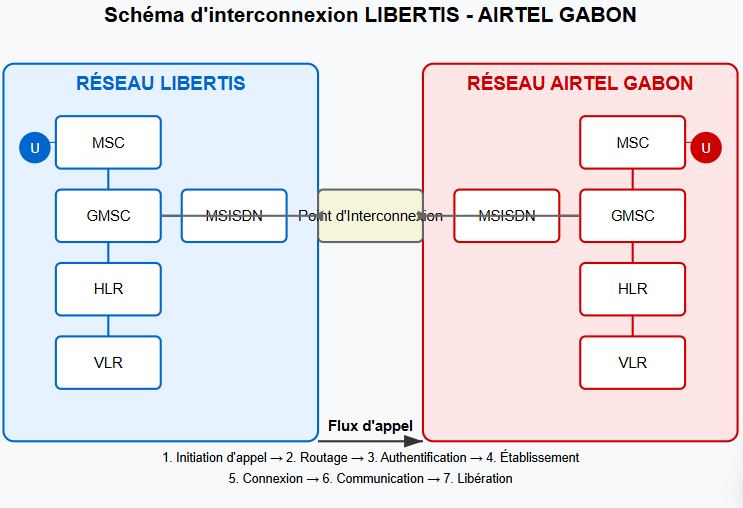 Schéma d'interconnexion LIBERTIS - AIRTEL GABON
RÉSEAU LIBERTIS
RÉSEAU AIRTEL GABON
U
MSC
MSC
U
GMSC
MSISDN
Point d'Interconnexion
MSISDN
GMSC
HLR
HLR
VLR
VLR
Flux d'appel
1. Initiation d'appel → 2. Routage → 3. Authentification → 4. Établissement
5. Connexion → 6. Communication → 7. Libération